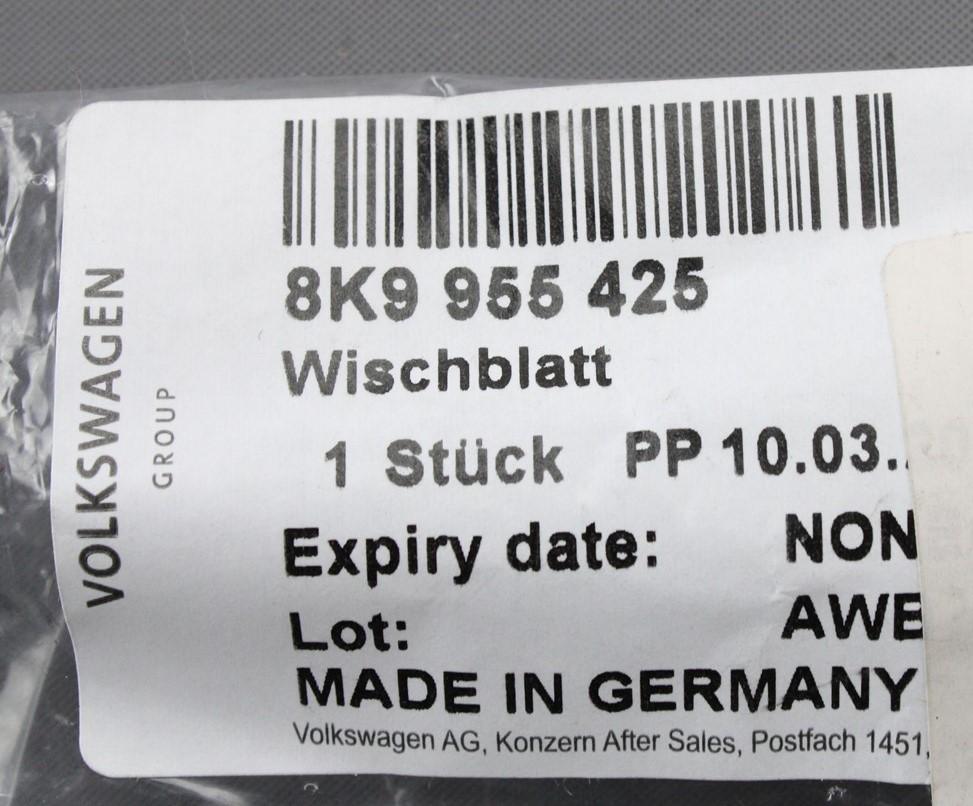 VOLKSWAGEN
GROUP
8K9 955 425
Wischblatt
1 Stück PP 10.03.
Expiry date: NON
Lot: AWE
MADE IN GERMANY
Volkswagen AG, Konzern After Sales, Postfach 1451,